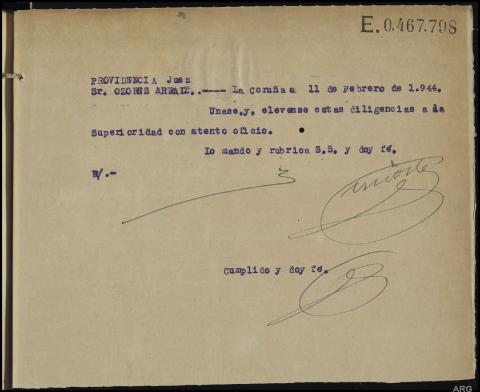 E.0.467.798
PROVIDENCIA Juez
Sr. OZORES ARRAIZ..---- La Coruña a 11 de Febrero de 1.944.
Unase,y, elevense estas diligencias a la
Superioridad con atento oficio.
Lo mando y rubrica S.S. y doy fé.
E/.-
Cumplido y doy fé.
ARG